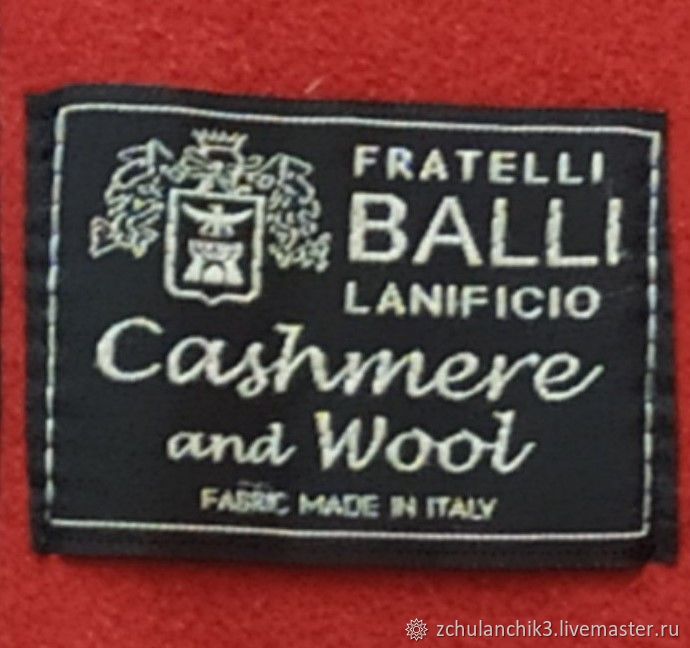 FRATELLI
BALLI
LANIFICIO
Cashmere
and Wool
FABRIC MADE IN ITALY
zchulanchik3.livemaster.ru